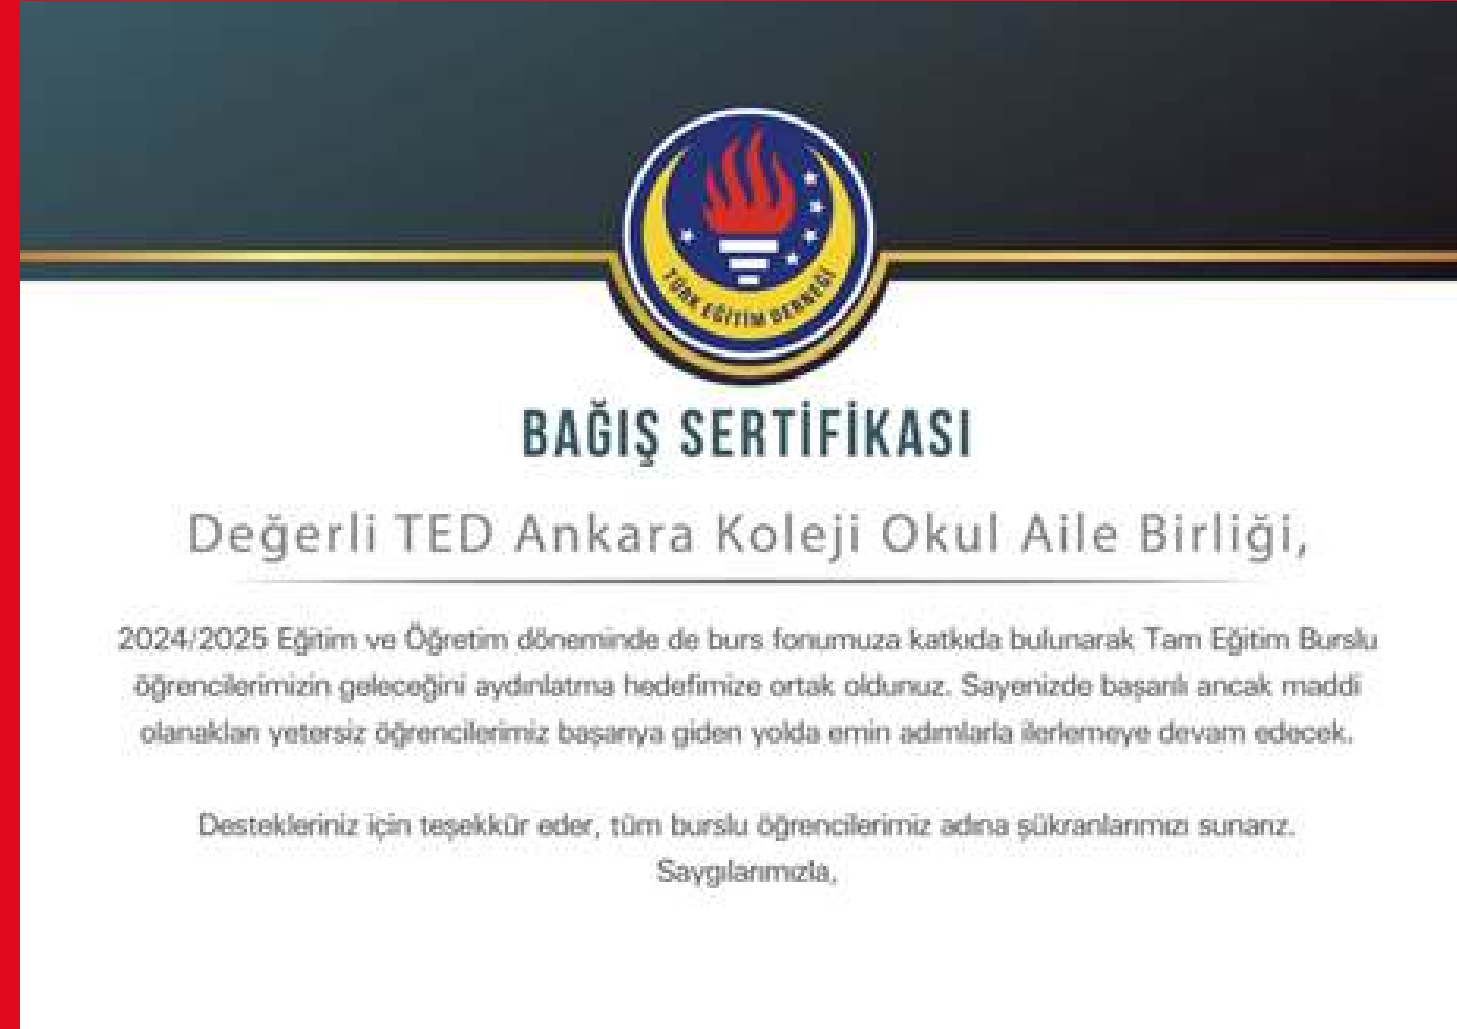 TÜRK EĞİTİM DERNEĞİ
BAĞIŞ SERTİFİKASI
Değerli TED Ankara Koleji Okul Aile Birliği,
2024/2025 Eğitim ve Öğretim döneminde de burs fonumuza katkıda bulunarak Tam Eğitim Burslu
öğrencilerimizin geleceğini aydınlatma hedefimize ortak oldunuz. Sayenizde başarılı ancak maddi
olanakları yetersiz öğrencilerimiz başarıya giden yolda emin adımlarla ilerlemeye devam edecek.
Destekleriniz için teşekkür eder, tüm burslu öğrencilerimiz adına şükranlarımızı sunarız.
Saygılarımızla,